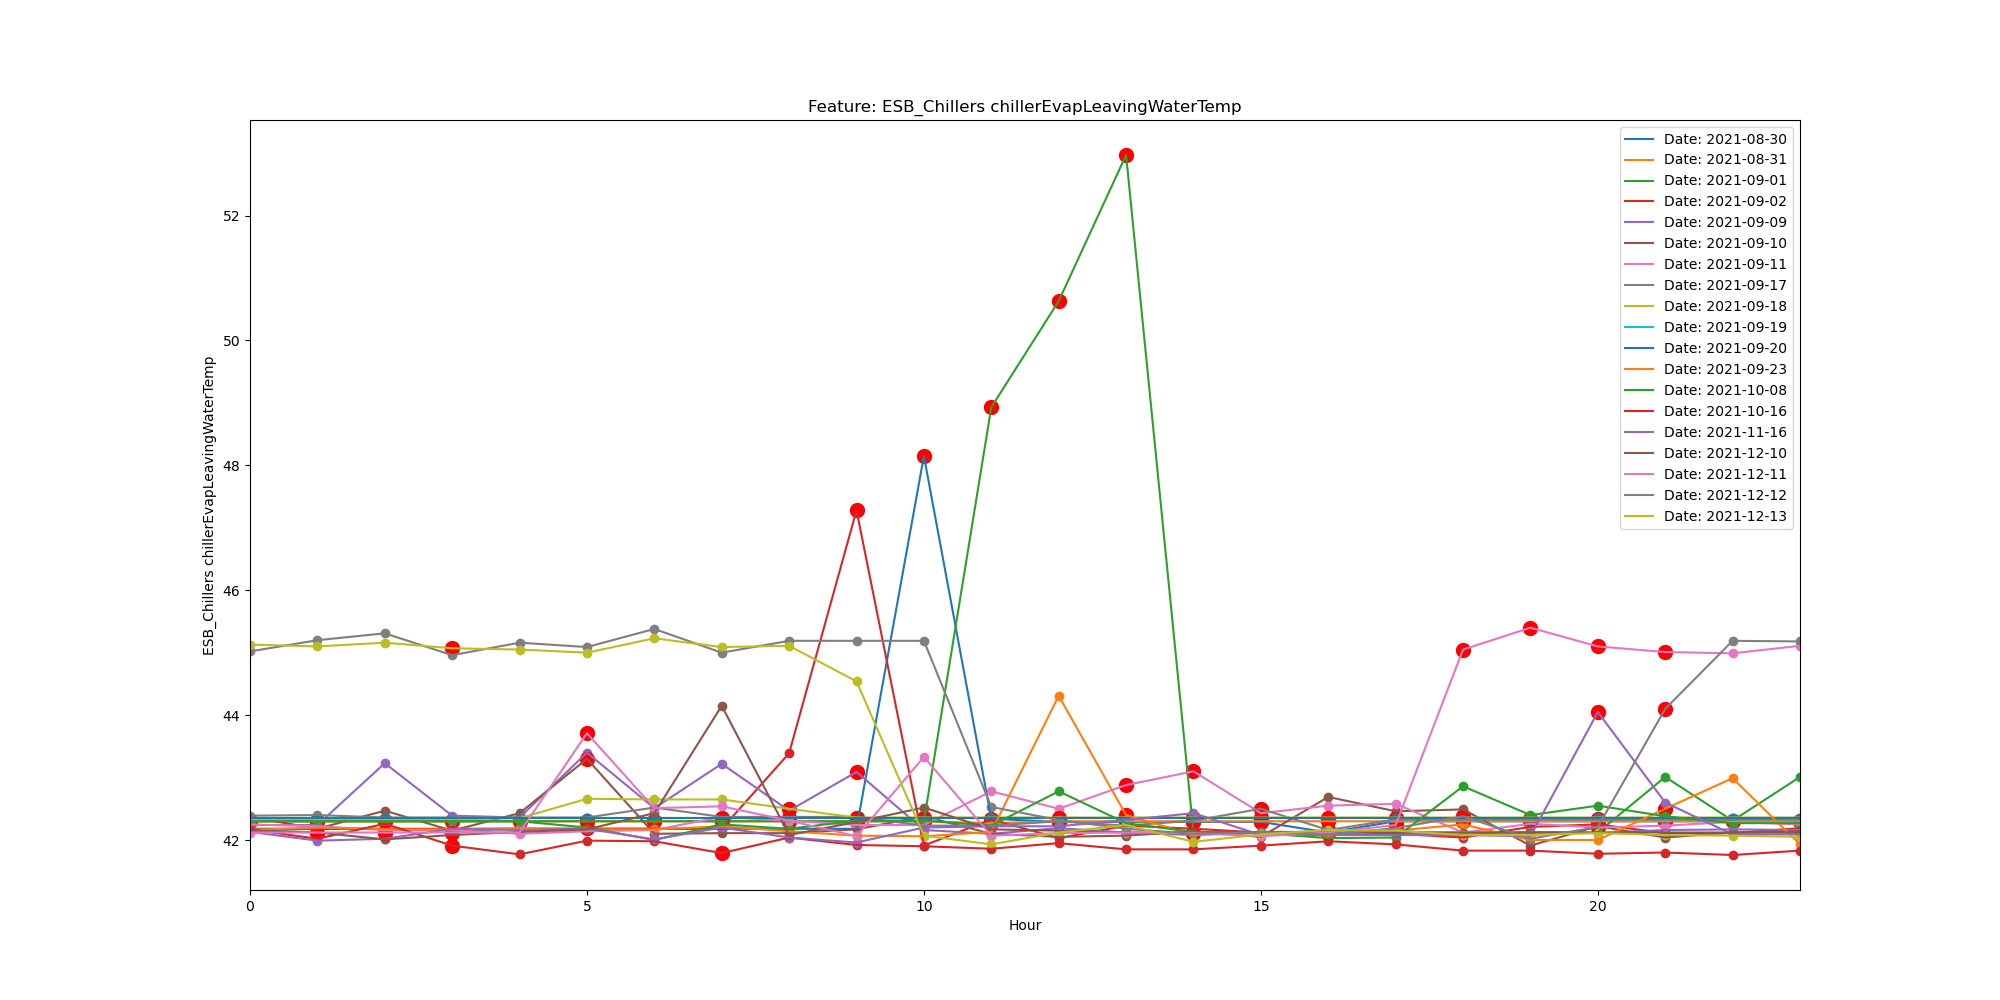 Feature: ESB_Chillers chillerEvapLeavingWaterTemp
ESB_Chillers chillerEvapLeavingWaterTemp
52
50
48
46
44
42
0
5
10
15
20
Hour
Date: 2021-08-30
Date: 2021-08-31
Date: 2021-09-01
Date: 2021-09-02
Date: 2021-09-09
Date: 2021-09-10
Date: 2021-09-11
Date: 2021-09-17
Date: 2021-09-18
Date: 2021-09-19
Date: 2021-09-20
Date: 2021-09-23
Date: 2021-10-08
Date: 2021-10-16
Date: 2021-11-16
Date: 2021-12-10
Date: 2021-12-11
Date: 2021-12-12
Date: 2021-12-13